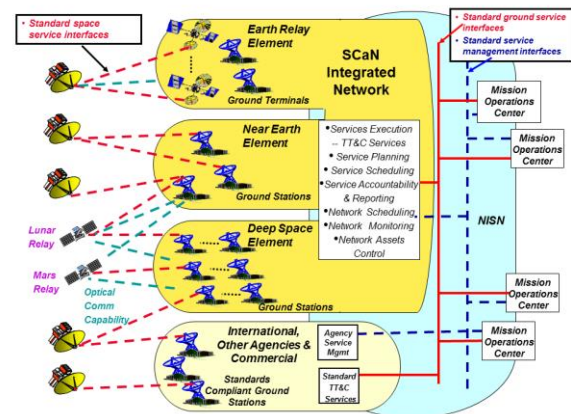 • Standard space
service interfaces
Earth Relay
Element
Ground Terminals
SCaN
Integrated
Network
• Standard ground service
interfaces
• Standard service
management interfaces
Near Earth
Element
Ground Stations
•Services Execution
-- TT&C Services
• Service Planning
• Service Scheduling
•Service Accountability
& Reporting
•Network Scheduling
•Network Monitoring
•Network Assets
Control
Mission
Operations
Center
Mission
Operations
Center
NISN
Lunar
Relay
Mars
Relay
Optical
Comm
Capability
Deep Space
Element
Ground Stations
Mission
Operations
Center
Mission
Operations
Center
International,
Other Agencies &
Commercial
Standards
Compliant Ground
Stations
Agency
Service
Mgmt
Standard
TT&C
Services